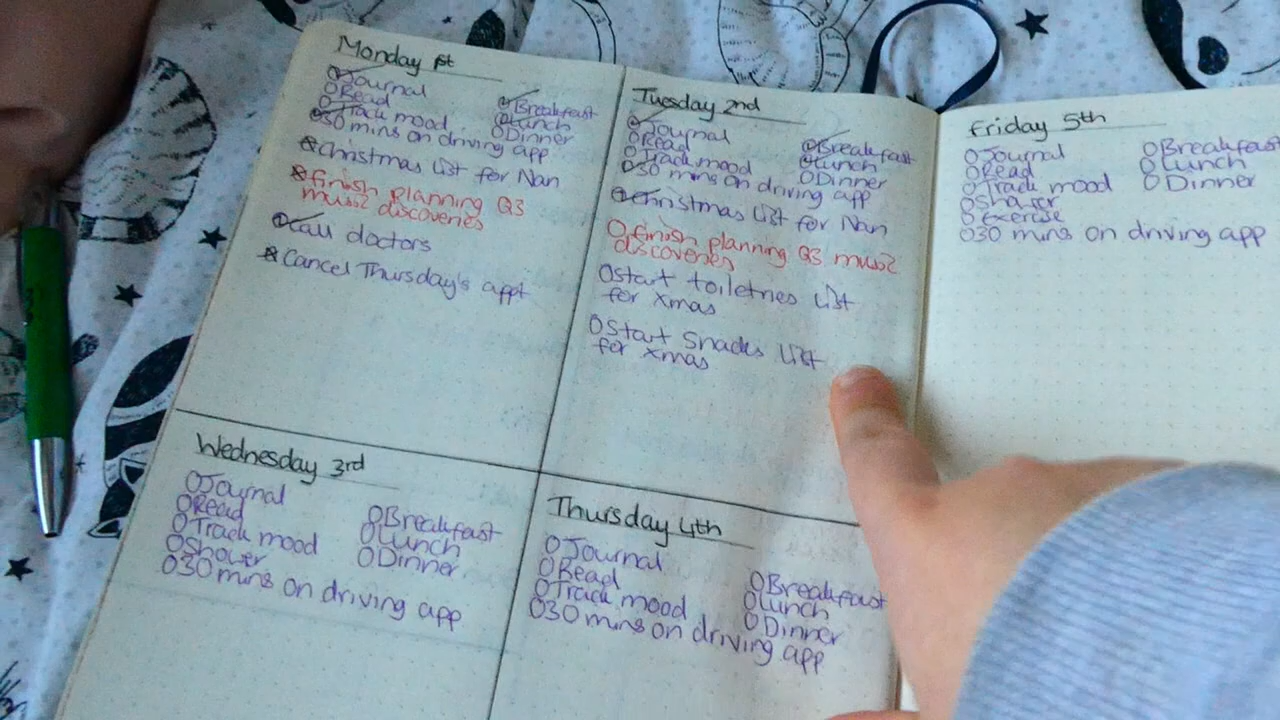 Monday 1st
Journal
Read
Track mood
30 mins on driving app
Breakfast
Lunch
Dinner
Christmas List for Nan
finish planning Q3
discoveries
Call doctors
Cancel Thursday's appt
Tuesday 2nd
Journal
Read
Track mood
30 mins on driving app
Breakfast
Lunch
Dinner
Christmas List for Nan
finish planning Q3
discoveries
start toiletries List
for xmas
Start Snacks List
for xmas
Wednesday 3rd
Journal
Read
Track mood
Shower
30 mins on driving app
Breakfast
Lunch
Dinner
Thursday 4th
Journal
Read
Track mood
30 mins on driving app
Breakfast
Lunch
Dinner
Friday 5th
Journal
Read
Track mood
Shower
Exercise
30 mins on driving app
Breakfast
Lunch
Dinner